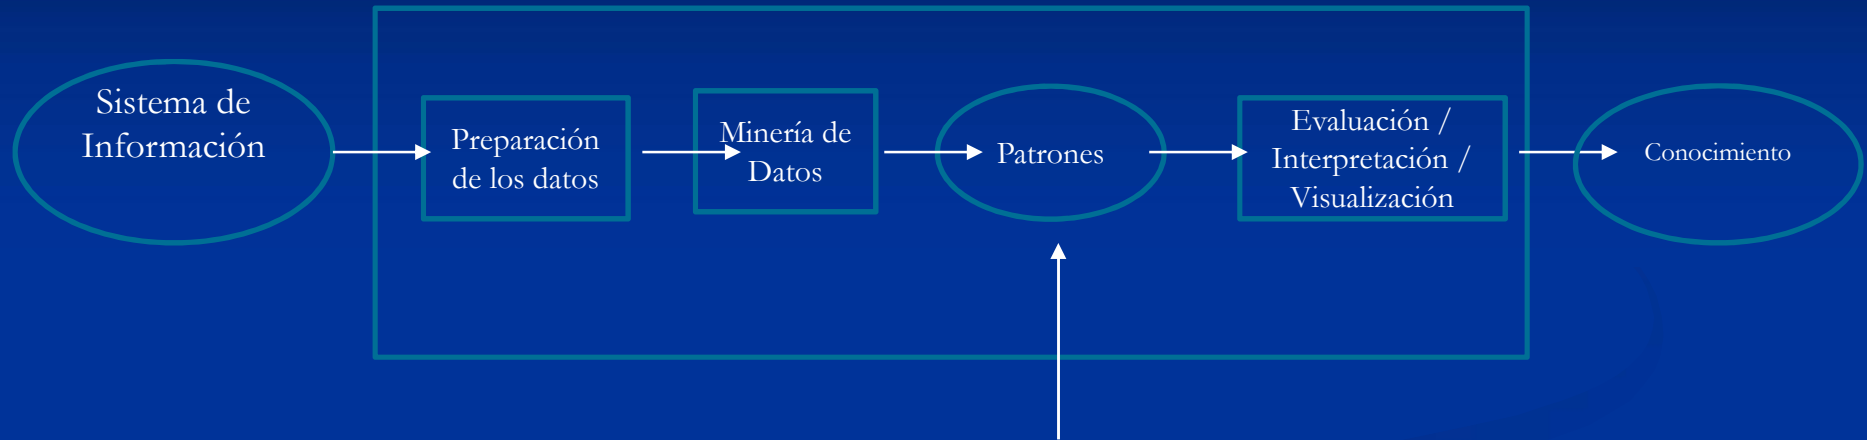 Sistema de
Información
Preparación
de los datos
Minería de
Datos
Patrones
Evaluación /
Interpretación /
Visualización
Conocimiento